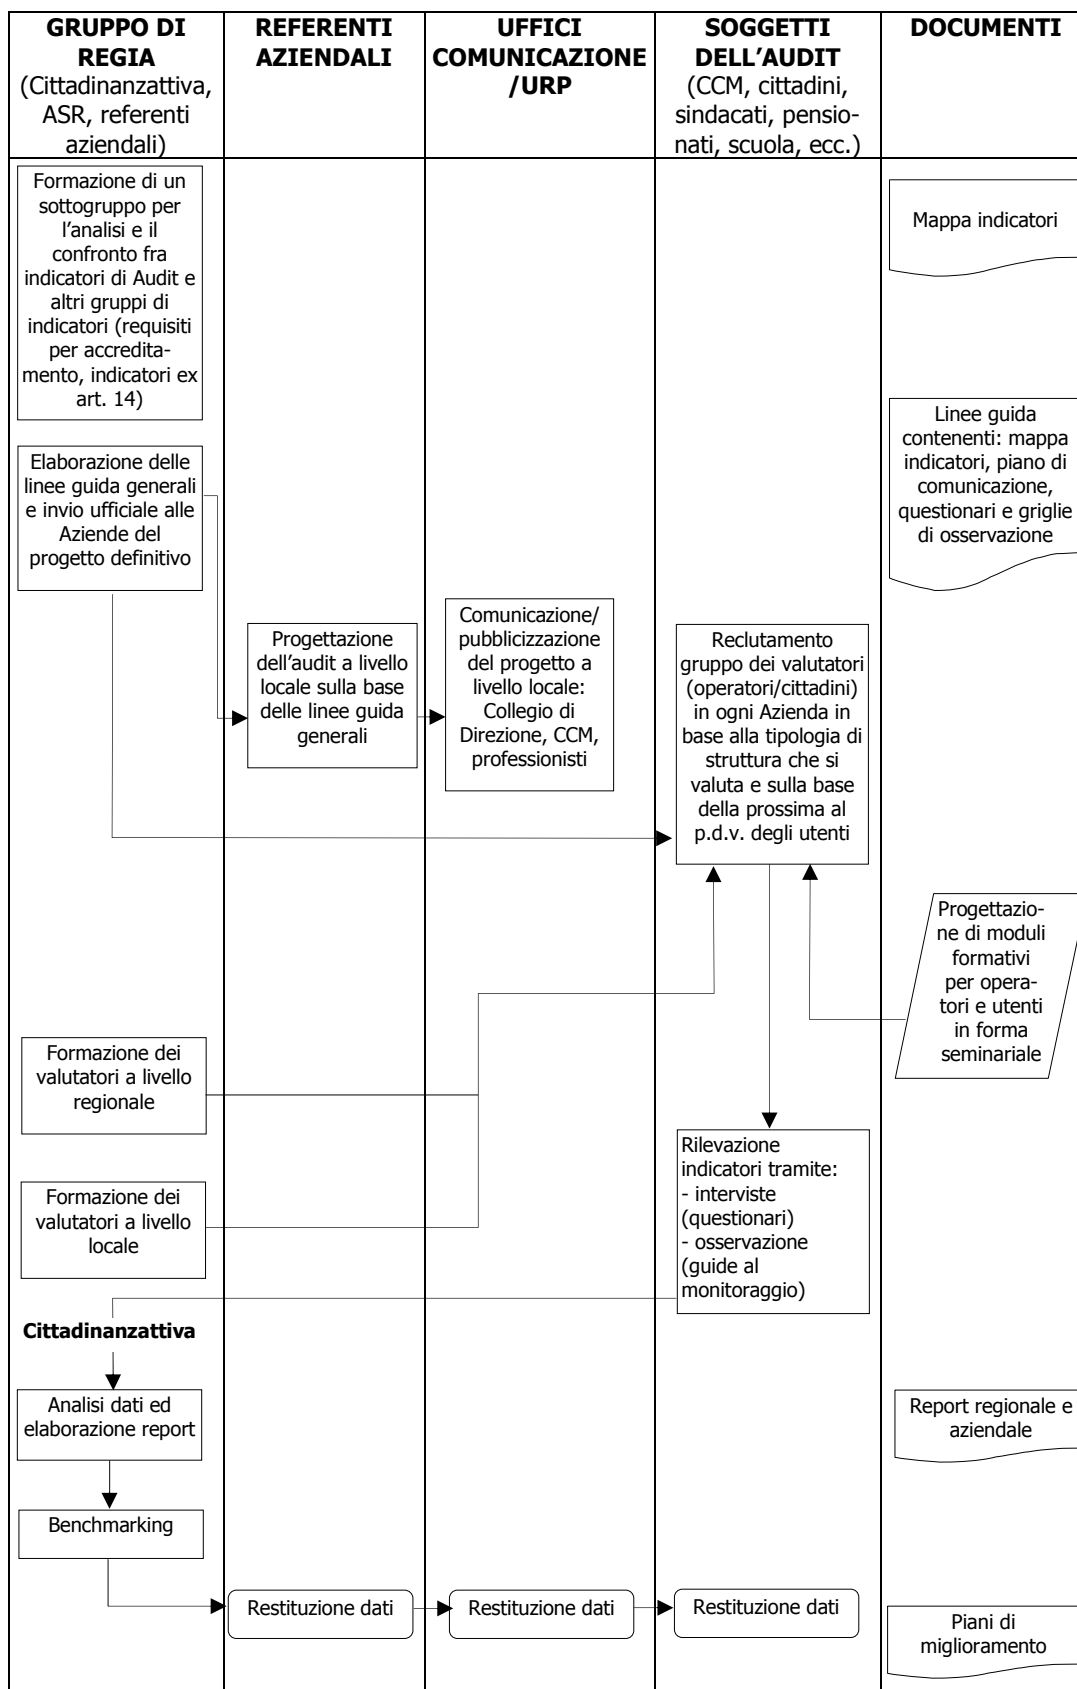 GRUPPO DI
REGIA
(Cittadinanzattiva,
ASR, referenti
aziendali)
REFERENTI
AZIENDALI
UFFICI
COMUNICAZIONE
/URP
SOGGETTI
DELL’AUDIT
(CCM, cittadini,
sindacati, pensio-
nati, scuola, ecc.)
DOCUMENTI
Formazione di un
sottogruppo per
l’analisi e il
confronto fra
indicatori di Audit e
altri gruppi di
indicatori (requisiti
per accredita-
mento, indicatori ex
art. 14)
Mappa indicatori
Elaborazione delle
linee guida generali
e invio ufficiale alle
Aziende del
progetto definitivo
Linee guida
contenenti: mappa
indicatori, piano di
comunicazione,
questionari e griglie
di osservazione
Progettazione
dell’audit a livello
locale sulla base
delle linee guida
generali
Comunicazione/
pubblicizzazione
del progetto a
livello locale:
Collegio di
Direzione, CCM,
professionisti
Reclutamento
gruppo dei valutatori
(operatori/cittadini)
in ogni Azienda in
base alla tipologia di
struttura che si
valuta e sulla base
della prossima al
p.d.v. degli utenti
Progettazio-
ne di moduli
formativi
per opera-
tori e utenti
in forma
seminariale
Formazione dei
valutatori a livello
regionale
Formazione dei
valutatori a livello
locale
Rilevazione
indicatori tramite:
- interviste
(questionari)
- osservazione
(guide al
monitoraggio)
Cittadinanzattiva
Analisi dati ed
elaborazione report
Report regionale e
aziendale
Benchmarking
Restituzione dati
Restituzione dati
Restituzione dati
Piani di
miglioramento